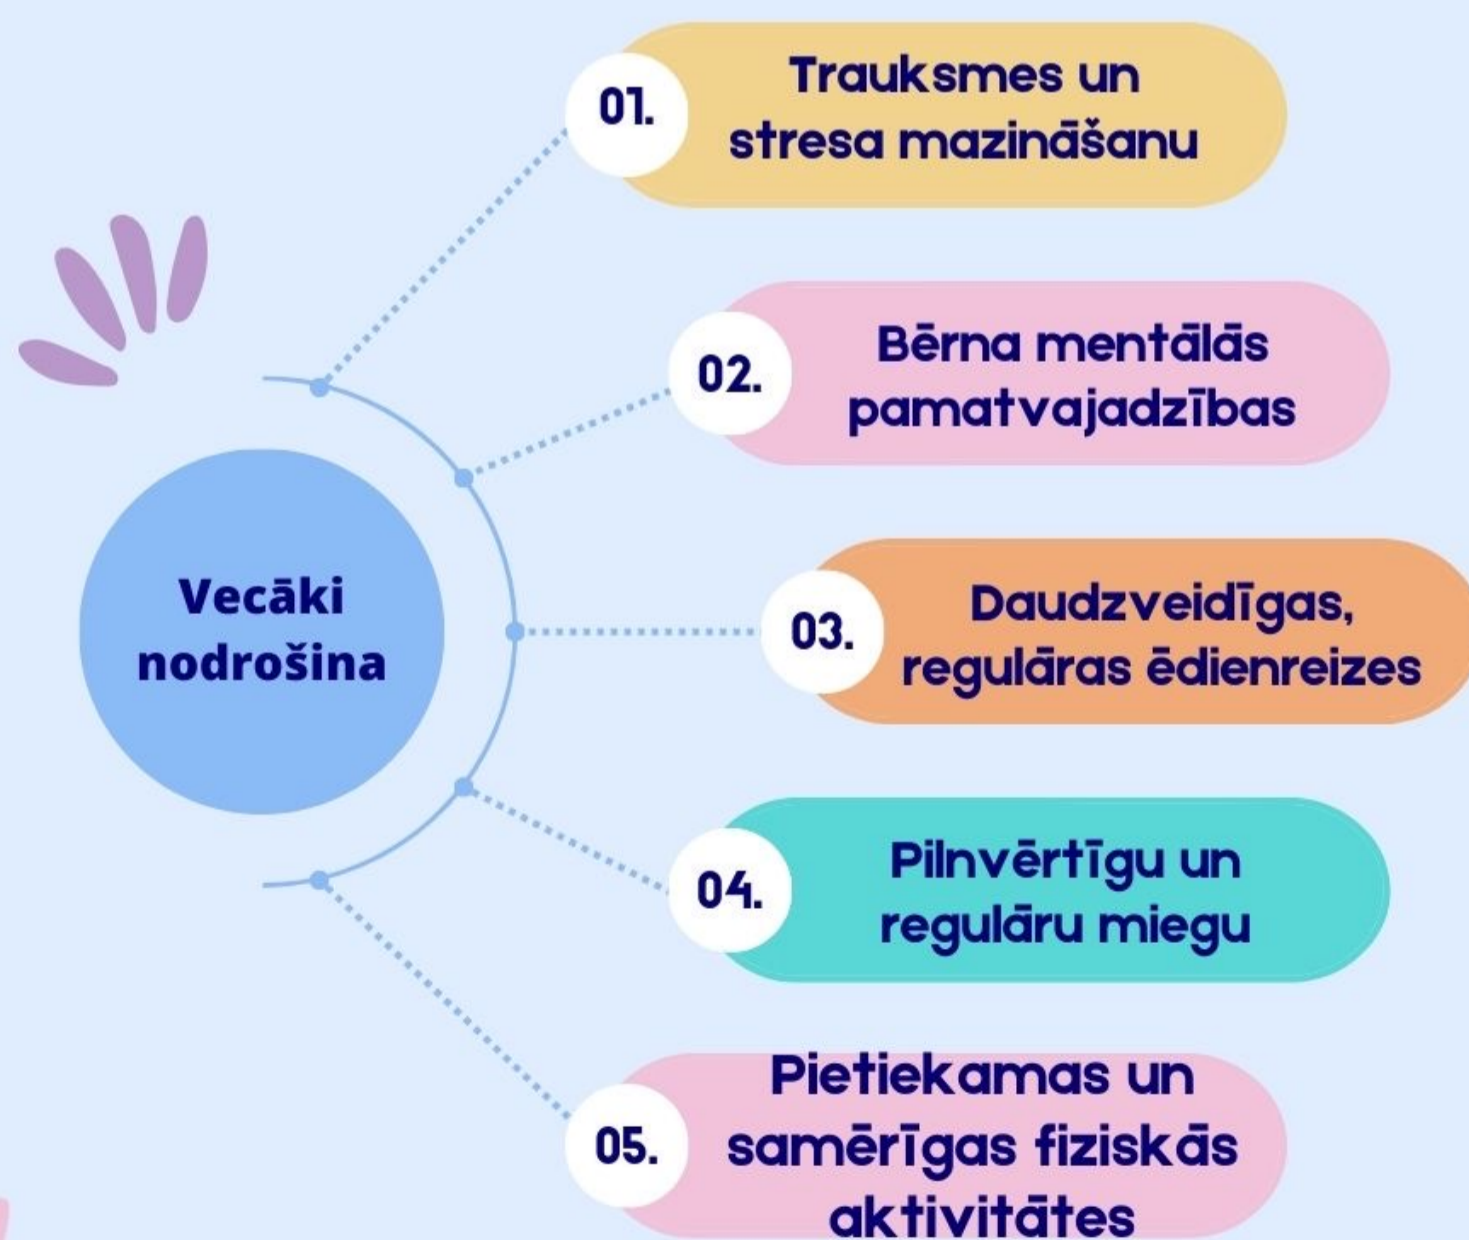 01.
Trauksmes un
stresa mazināšanu
02.
Bērna mentālās
pamatvajadzības
Vecāki
nodrošina
03.
Daudzveidīgas,
regulāras ēdienreizes
04.
Pilnvērtīgu un
regulāru miegu
05.
Pietiekamas un
samērīgas fiziskās
aktivitātes